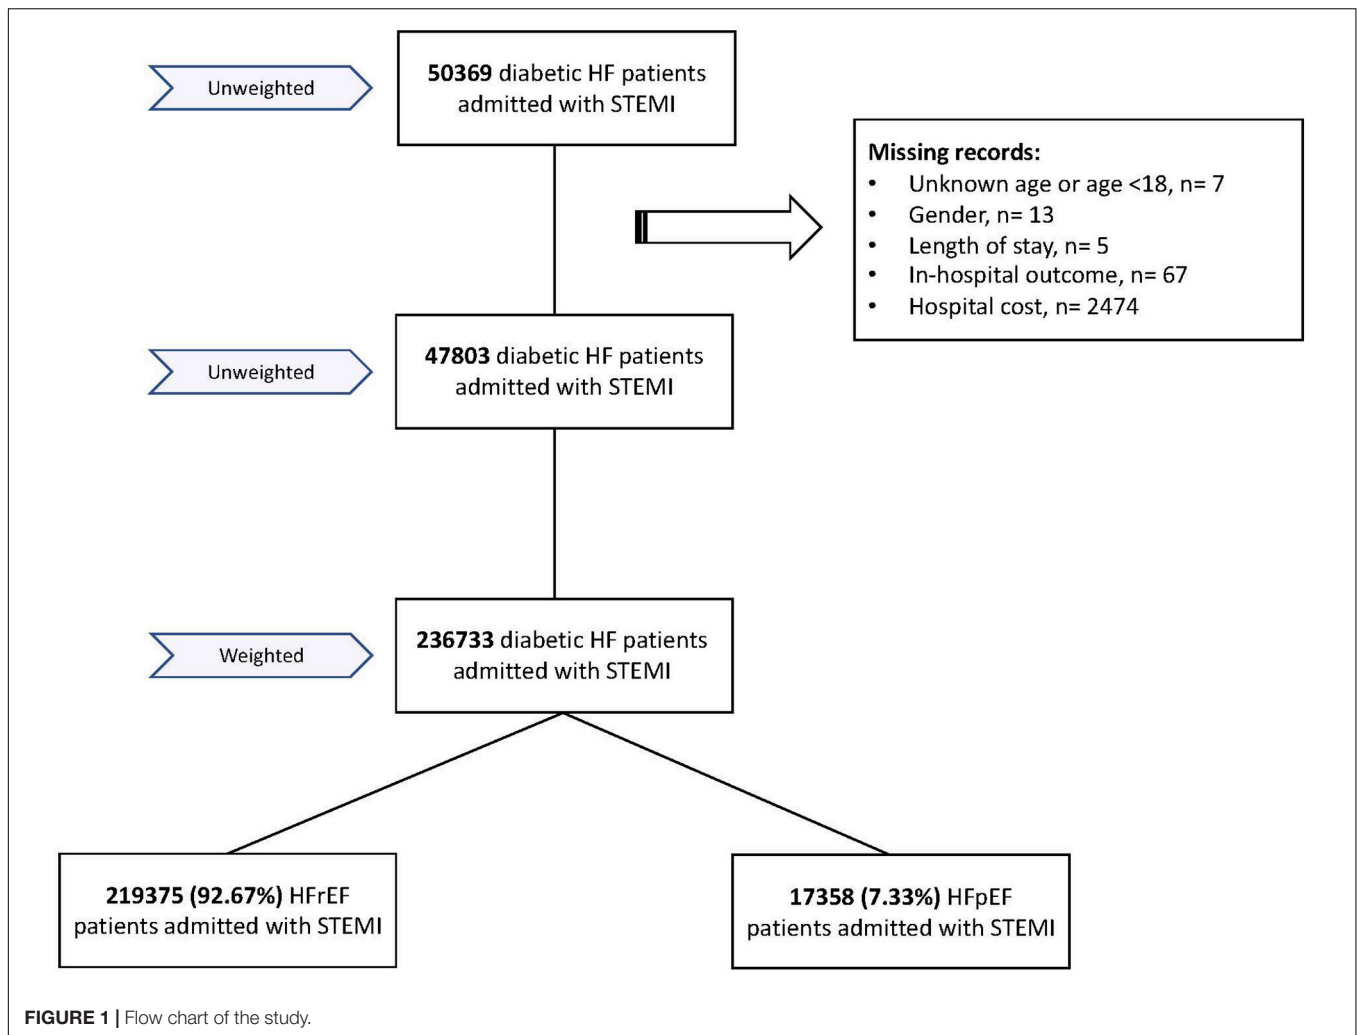 Unweighted
50369 diabetic HF patients
admitted with STEMI
Missing records:
• Unknown age or age <18, n= 7
• Gender, n= 13
• Length of stay, n= 5
• In-hospital outcome, n= 67
• Hospital cost, n= 2474
Unweighted
47803 diabetic HF patients
admitted with STEMI
Weighted
236733 diabetic HF patients
admitted with STEMI
219375 (92.67%) HFrEF
patients admitted with STEMI
17358 (7.33%) HFpEF
patients admitted with STEMI
FIGURE 1 | Flow chart of the study.